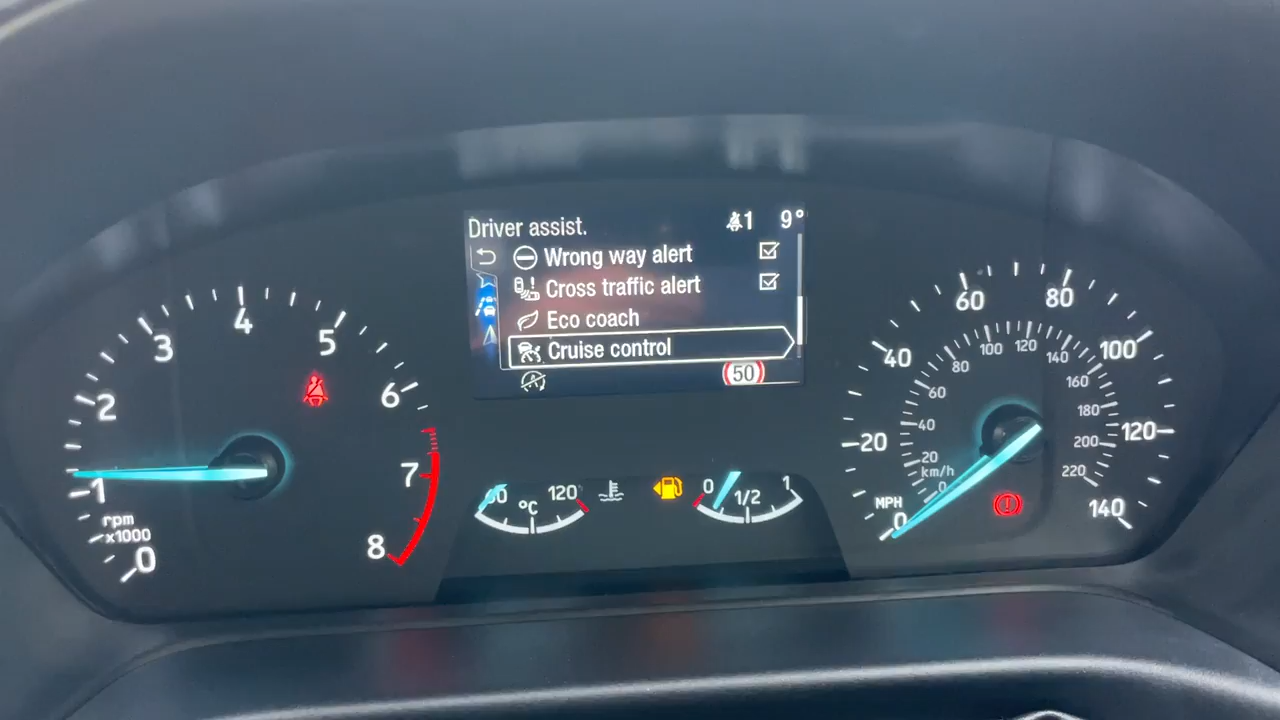 Driver assist. 1 9°
Wrong way alert
Cross traffic alert
Eco coach
Cruise control
50
0 1 2 3 4 5 6 7 8
rpm
x1000
60 °C 120
0 1/2 1
MPH
0 20 40 60 80 100 120 140
km/h
0 20 40 60 80 100 120 140 160 180 200 220